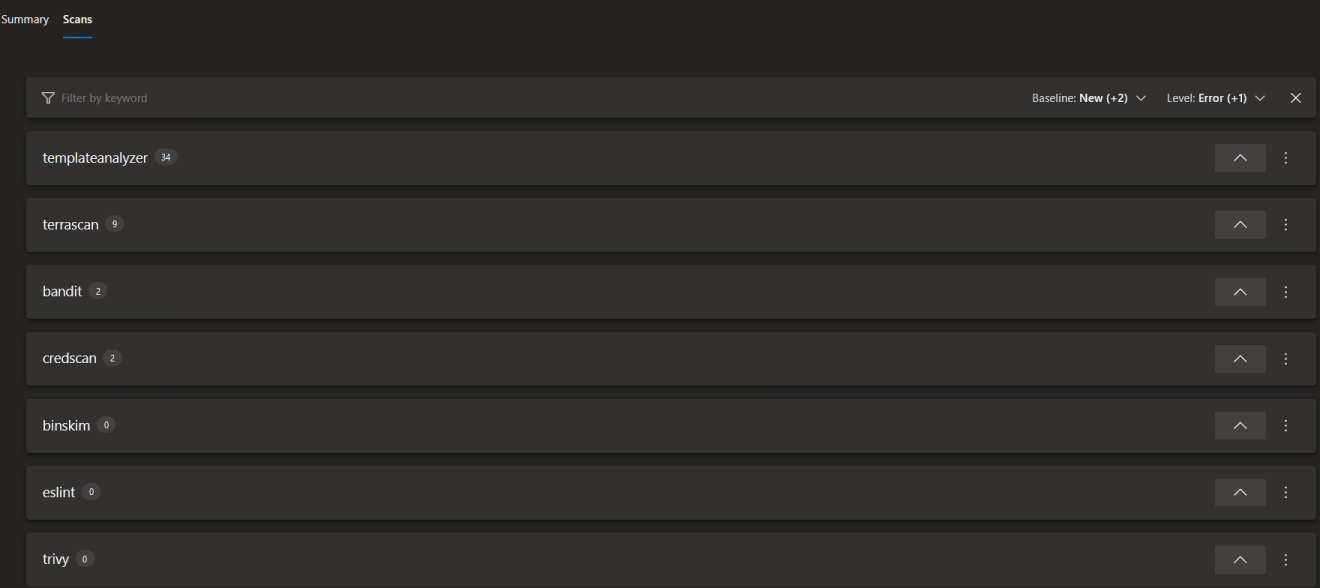 Summary Scans
Filter by keyword Baseline: New (+2) Level: Error (+1)
templateanalyzer 34
terrascan 9
bandit 2
credscan 2
binskim 0
eslint 0
trivy 0